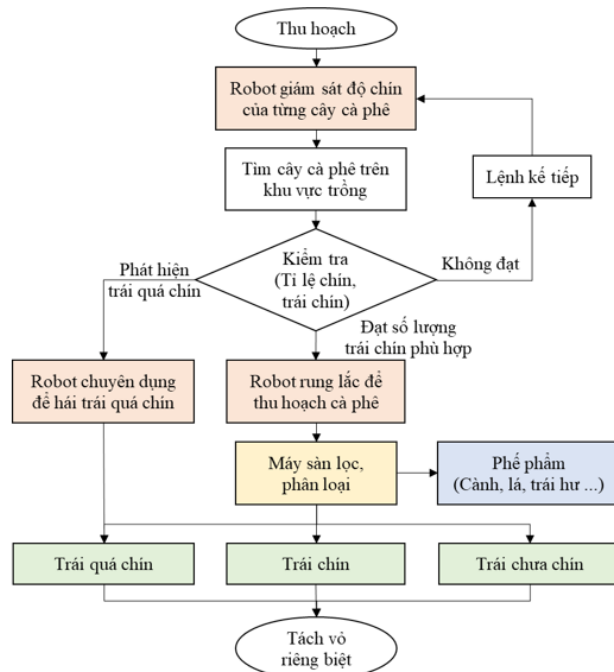 Thu hoạch
Robot giám sát độ chín
của từng cây cà phê
Tìm cây cà phê trên
khu vực trồng
Lệnh kế tiếp
Kiểm tra
(Tỉ lệ chín,
trái chín)
Phát hiện
trái quá chín
Không đạt
Đạt số lượng
trái chín phù hợp
Robot chuyên dụng
để hái trái quá chín
Robot rung lắc để
thu hoạch cà phê
Máy sàn lọc,
phân loại
Phế phẩm
(Cành, lá, trái hư ...)
Trái quá chín
Trái chín
Trái chưa chín
Tách vỏ
riêng biệt